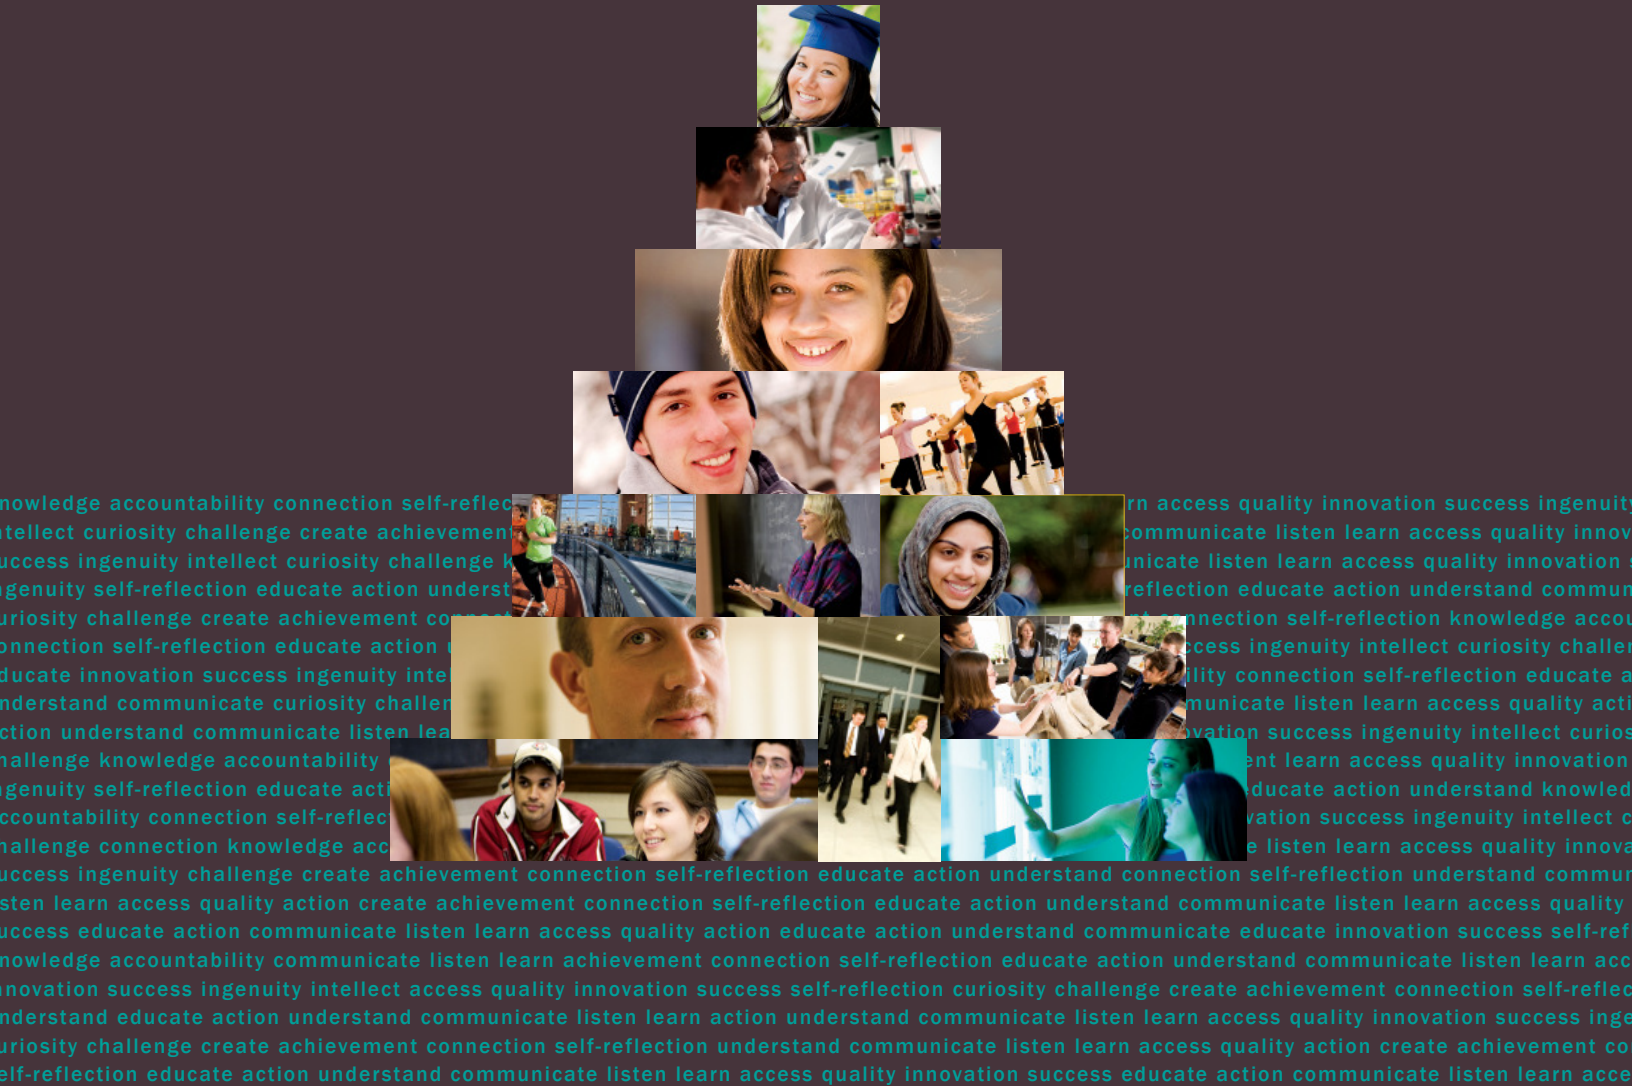 nowledge accountability connection self-reflec rn access quality innovation success ingenuity
ntellect curiosity challenge create achievemen communicate listen learn access quality innov
uccess ingenuity intellect curiosity challenge k unicate listen learn access quality innovation s
ngenuity self-reflection educate action underst reflection educate action understand commun
uriosity challenge create achievement connect t connection self-reflection knowledge accou
onnection self-reflection educate action u ccess ingenuity intellect curiosity challen
ducate innovation success ingenuity intel ility connection self-reflection educate a
nderstand communicate curiosity challen municate listen learn access quality acti
ction understand communicate listen lea ovation success ingenuity intellect curios
hallenge knowledge accountability ent learn access quality innovation
ngenuity self-reflection educate acti educate action understand knowled
ccountability connection self-reflec vation success ingenuity intellect c
hallenge connection knowledge acc e listen learn access quality innova
uccess ingenuity challenge create achievement connection self-reflection educate action understand connection self-reflection understand commun
sten learn access quality action create achievement connection self-reflection educate action understand communicate listen learn access quality
uccess educate action communicate listen learn access quality action educate action understand communicate educate innovation success self-ref
nowledge accountability communicate listen learn achievement connection self-reflection educate action understand communicate listen learn acc
nnovation success ingenuity intellect access quality innovation success self-reflection curiosity challenge create achievement connection self-reflec
nderstand educate action understand communicate listen learn action understand communicate listen learn access quality innovation success inge
uriosity challenge create achievement connection self-reflection understand communicate listen learn access quality action create achievement co
elf-reflection educate action understand communicate listen learn access quality innovation success educate action communicate listen learn acce